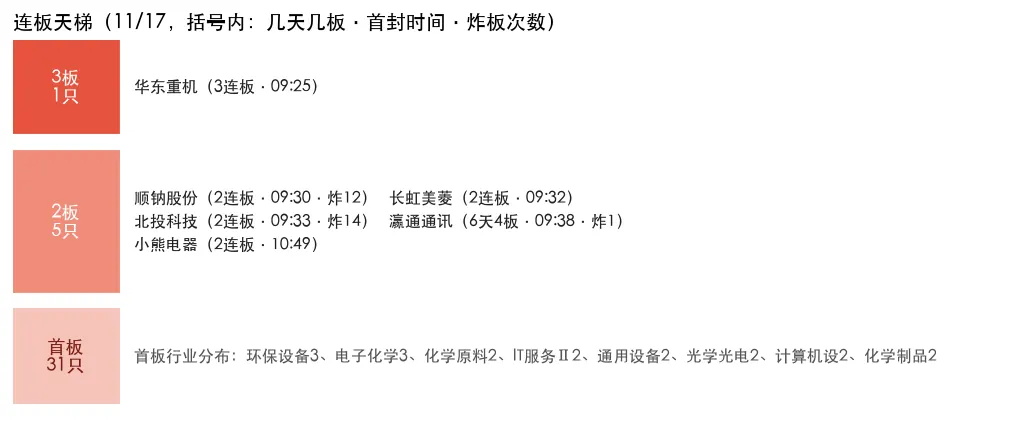 连板天梯（11/17，括号内：几天几板·首封时间·炸板次数）
3板
1只
华东重机（3连板·09:25）
2板
5只
顺钠股份（2连板·09:30·炸12） 长虹美菱（2连板·09:32）
北投科技（2连板·09:33·炸14） 瀛通通讯（6天4板·09:38·炸1）
小熊电器（2连板·10:49）
首板
31只
首板行业分布：环保设备3、电子化学3、化学原料2、IT服务Ⅱ2、通用设备2、光学光电2、计算机设2、化学制品2